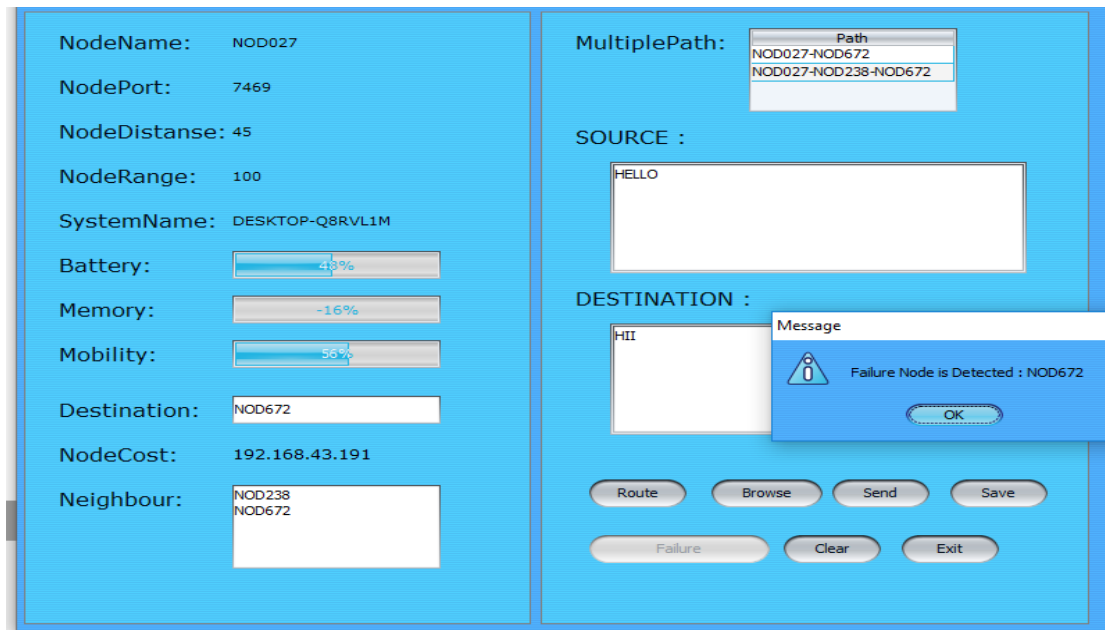 NodeName: NOD027
NodePort: 7469
NodeDistanse: 45
NodeRange: 100
SystemName: DESKTOP-Q8RVL1M
Battery: 48%
Memory: -16%
Mobility: 56%
Destination: NOD672
NodeCost: 192.168.43.191
Neighbour: NOD238
NOD672
MultiplePath: Path
NOD027-NOD672
NOD027-NOD238-NOD672
SOURCE :
HELLO
DESTINATION :
HII
Message
Failure Node is Detected : NOD672
OK
Route Browse Send Save
Failure Clear Exit